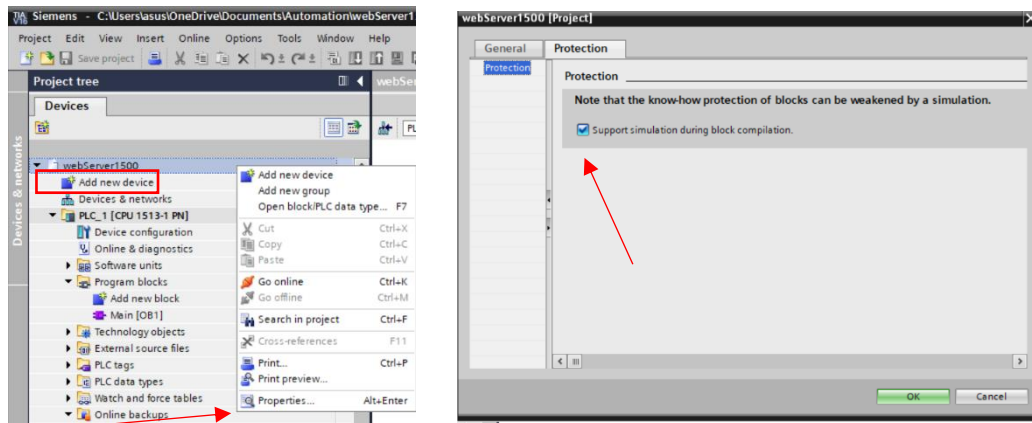 Siemens - C:\Users\asus\OneDrive\Documents\Automation\webServer1
Project Edit View Insert Online Options Tools Window Help
Save project
Project tree
Devices
webServer1500
Add new device
Devices & networks
PLC_1 [CPU 1513-1 PN]
Device configuration
Online & diagnostics
Software units
Program blocks
Add new block
Main [OB1]
Technology objects
External source files
PLC tags
PLC data types
Watch and force tables
Online backups
Add new device
Add new group
Open block/PLC data type... F7
Cut Ctrl+X
Copy Ctrl+C
Paste Ctrl+V
Go online Ctrl+K
Go offline Ctrl+M
Search in project Ctrl+F
Cross-references F11
Print... Ctrl+P
Print preview...
Properties... Alt+Enter
webServer1500 [Project]
General Protection
Protection
Protection
Note that the know-how protection of blocks can be weakened by a simulation.
Support simulation during block compilation.
OK Cancel